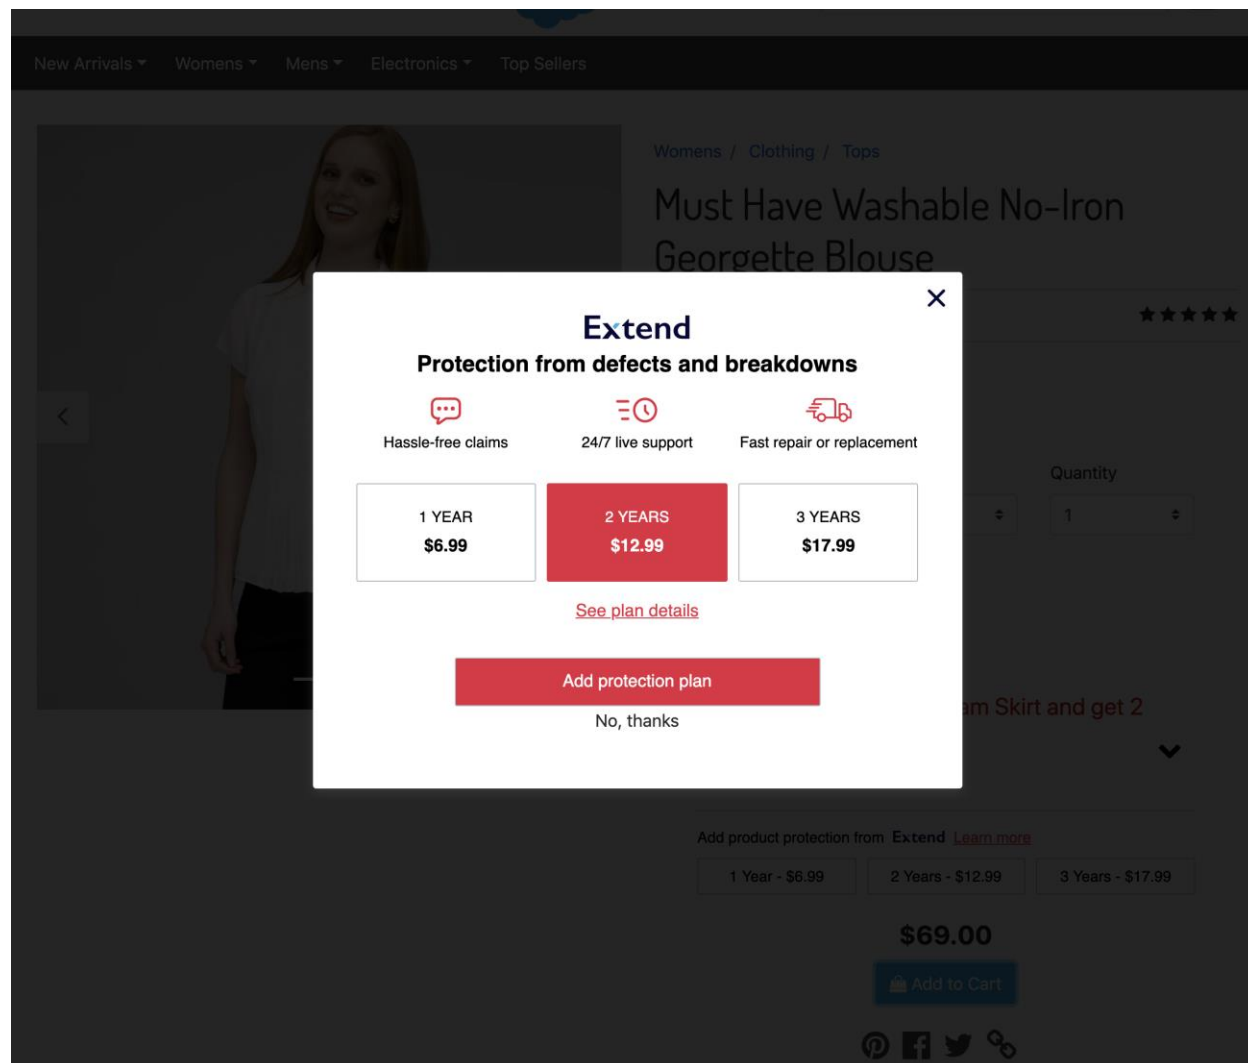 New Arrivals Womens Mens Electronics Top Sellers
Womens / Clothing / Tops
Must Have Washable No-Iron
Georgette Blouse
Extend
Protection from defects and breakdowns
Hassle-free claims 24/7 live support Fast repair or replacement
1 YEAR 2 YEARS 3 YEARS
$6.99 $12.99 $17.99
See plan details
Add protection plan
No, thanks
Quantity
1
Skirt and get 2
Add product protection from Extend Learn more
1 Year - $6.99 2 Years - $12.99 3 Years - $17.99
$69.00
Add to Cart